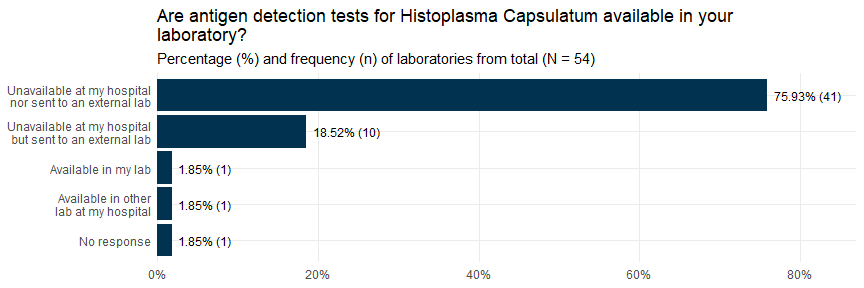 Are antigen detection tests for Histoplasma Capsulatum available in your
laboratory?
Percentage (%) and frequency (n) of laboratories from total (N = 54)
Unavailable at my hospital
nor sent to an external lab
75.93% (41)
Unavailable at my hospital
but sent to an external lab
18.52% (10)
Available in my lab
1.85% (1)
Available in other
lab at my hospital
1.85% (1)
No response
1.85% (1)
0%
20%
40%
60%
80%